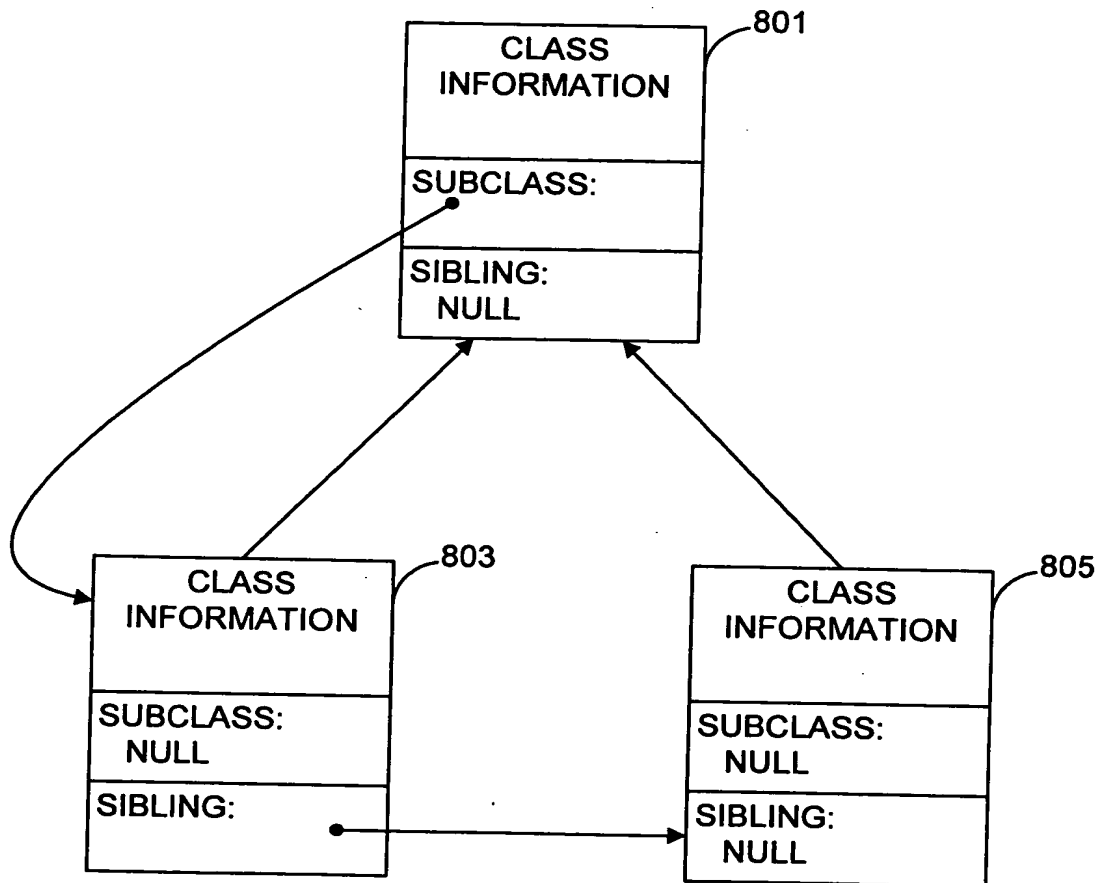 801
CLASS
INFORMATION
SUBCLASS:
SIBLING:
NULL
803
CLASS
INFORMATION
SUBCLASS:
NULL
SIBLING:
805
CLASS
INFORMATION
SUBCLASS:
NULL
SIBLING:
NULL